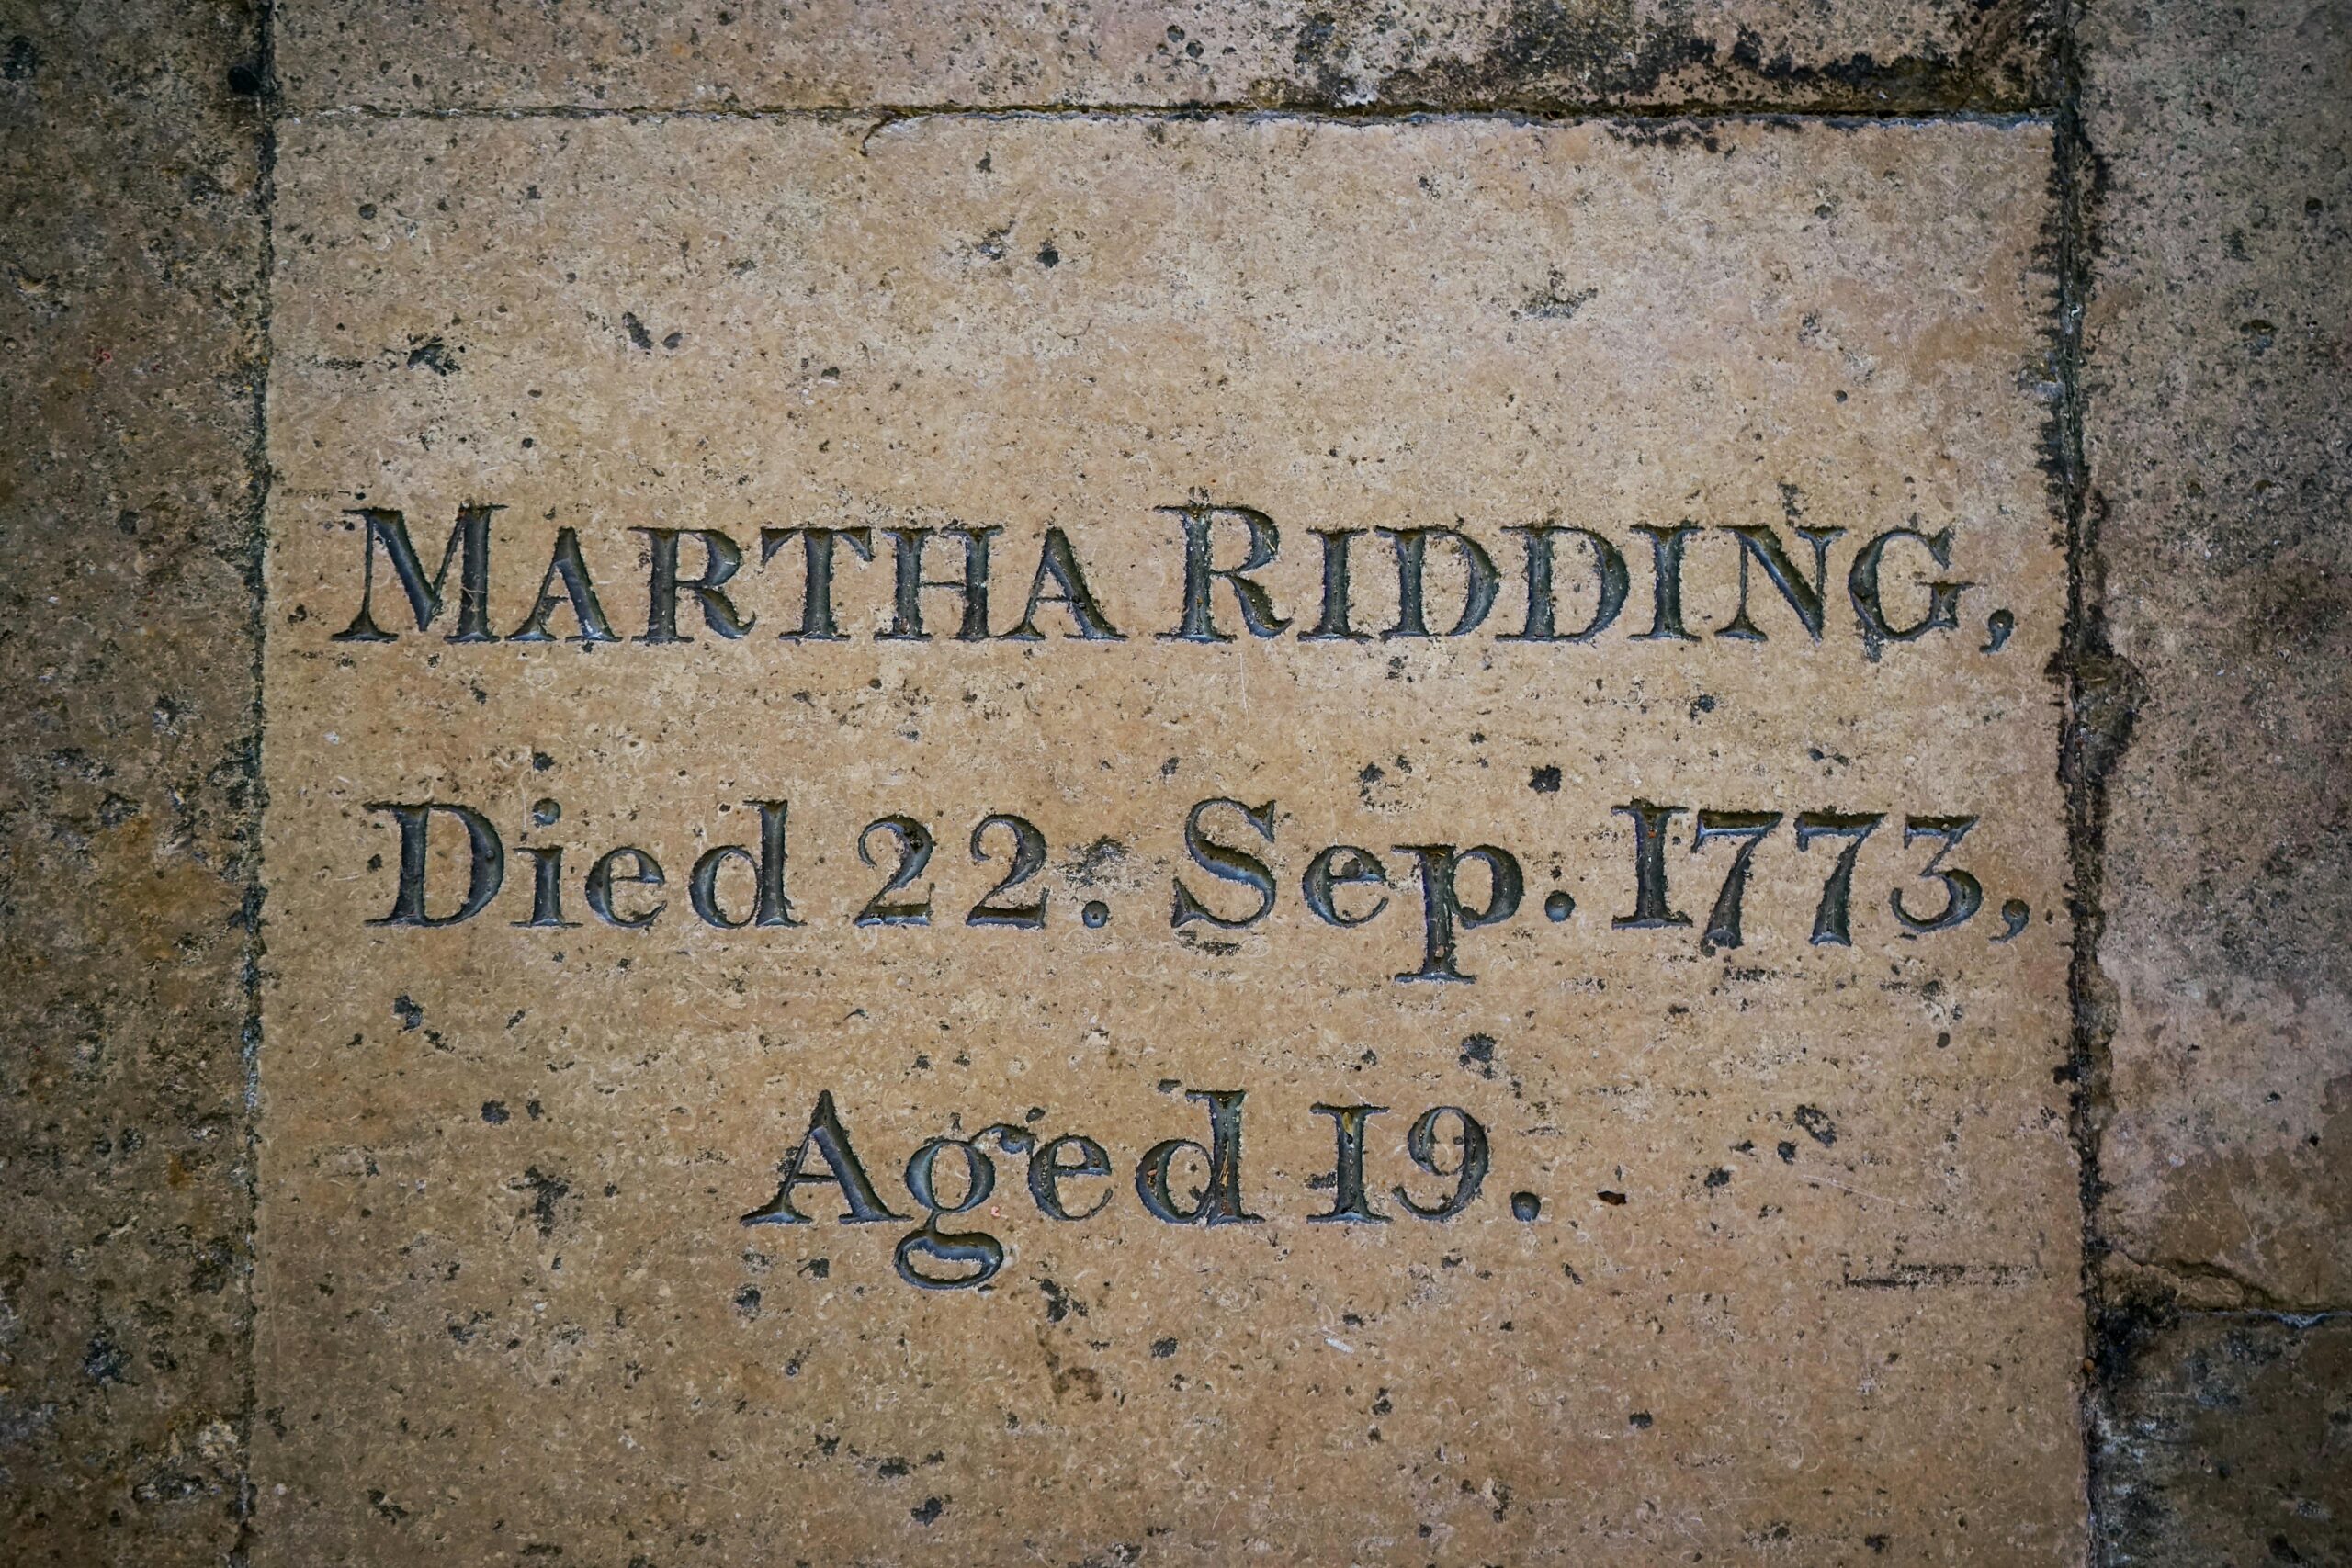 MARTHA RIDDING,
Died 22. Sep. 1773,
Aged 19.